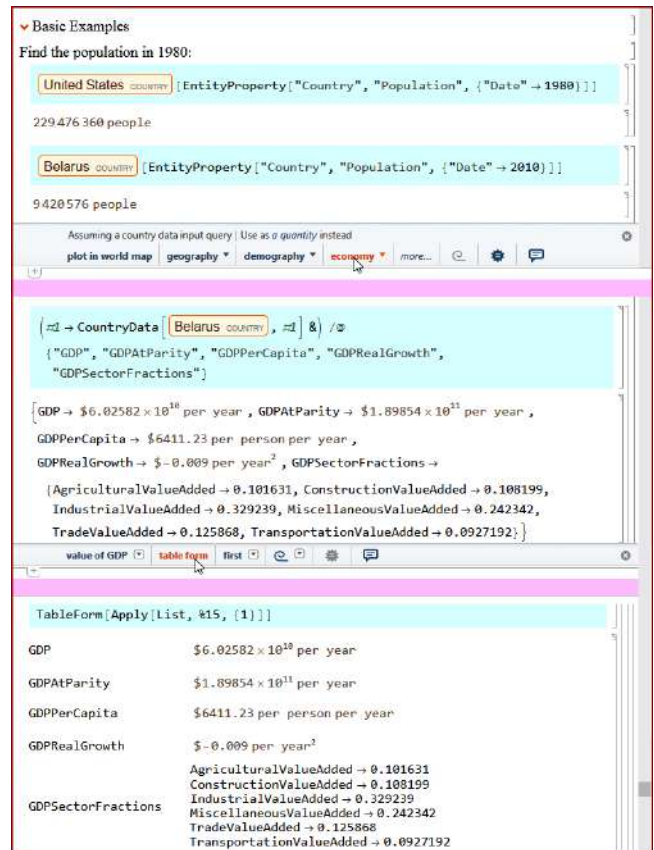 Basic Examples
Find the population in 1980:
United States COUNTRY [EntityProperty["Country", "Population", {"Date" → 1980}]]
229 476 360 people
Belarus COUNTRY [EntityProperty["Country", "Population", {"Date" → 2010}]]
9 420 576 people
Assuming a country data input query | Use as a quantity instead
plot in world map geography demography economy more...
(#1 → CountryData[Belarus COUNTRY, #1] &) /@
{"GDP", "GDPAtParity", "GDPPerCapita", "GDPRealGrowth",
"GDPSectorFractions"}
{GDP → $6.02582 × 10^10 per year , GDPAtParity → $1.89854 × 10^11 per year ,
GDPPerCapita → $6411.23 per person per year ,
GDPRealGrowth → $-0.009 per year^2 , GDPSectorFractions →
{AgriculturalValueAdded → 0.101631, ConstructionValueAdded → 0.108199,
IndustrialValueAdded → 0.329239, MiscellaneousValueAdded → 0.242342,
TradeValueAdded → 0.125868, TransportationValueAdded → 0.0927192}}
value of GDP table form first
TableForm[Apply[List, %15, {1}]]
GDP $6.02582 × 10^10 per year
GDPAtParity $1.89854 × 10^11 per year
GDPPerCapita $6411.23 per person per year
GDPRealGrowth $-0.009 per year^2
AgriculturalValueAdded → 0.101631
ConstructionValueAdded → 0.108199
IndustrialValueAdded → 0.329239
GDPSectorFractions
MiscellaneousValueAdded → 0.242342
TradeValueAdded → 0.125868
TransportationValueAdded → 0.0927192